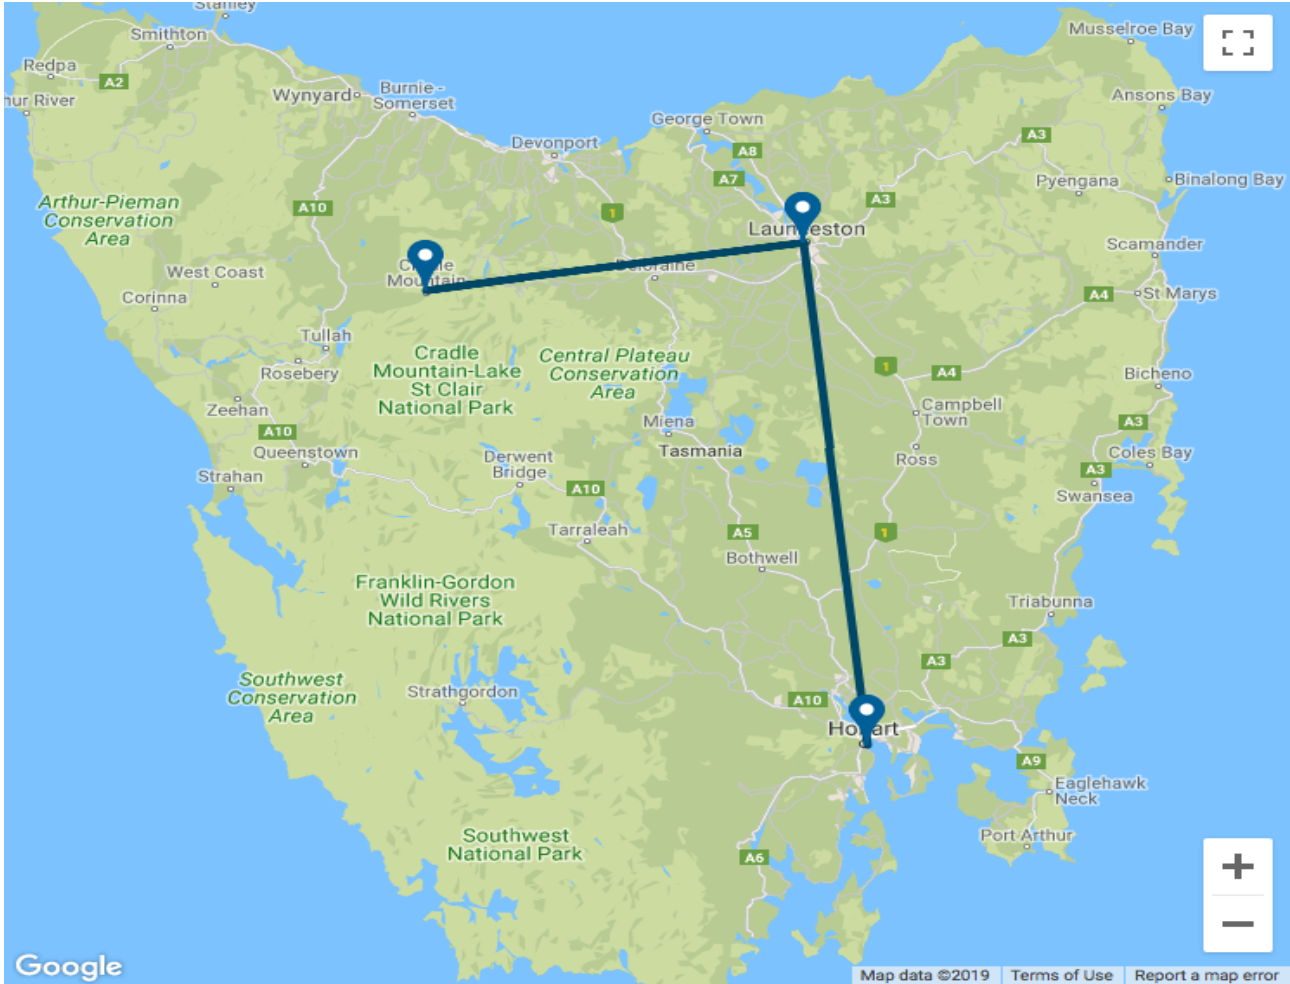 Stanley
Smithton
Musselroe Bay
Redpa
A2
Wynyard
Burnie -
Somerset
Ansons Bay
hur River
George Town
A3
Devonport
A8
A7
Pyengana
Binalong Bay
Arthur-Pieman
Conservation
Area
A10
1
A3
Launceston
Scamander
West Coast
Cradle
Mountain
Deloraine
Corinna
A4
St Marys
Tullah
Rosebery
Cradle
Mountain-Lake
St Clair
National Park
Central Plateau
Conservation
Area
1
A4
Bicheno
Zeehan
Campbell
Town
Miena
A3
A10
Queenstown
Tasmania
Ross
Coles Bay
Derwent
Bridge
Strahan
A10
A3
Swansea
Tarraleah
A5
1
Bothwell
Franklin-Gordon
Wild Rivers
National Park
Triabunna
A3
A3
Southwest
Conservation
Area
Strathgordon
A10
Hobart
A9
Eaglehawk
Neck
Southwest
National Park
Port Arthur
A6
Google
Map data ©2019
Terms of Use
Report a map error